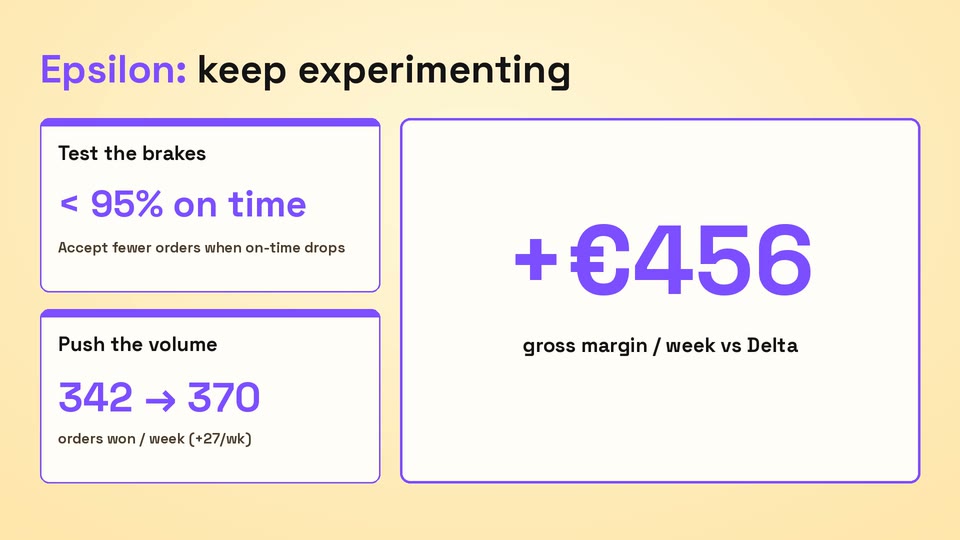 Epsilon: keep experimenting
Test the brakes
< 95% on time
Accept fewer orders when on-time drops
Push the volume
342 → 370
orders won / week (+27/wk)
+€456
gross margin / week vs Delta